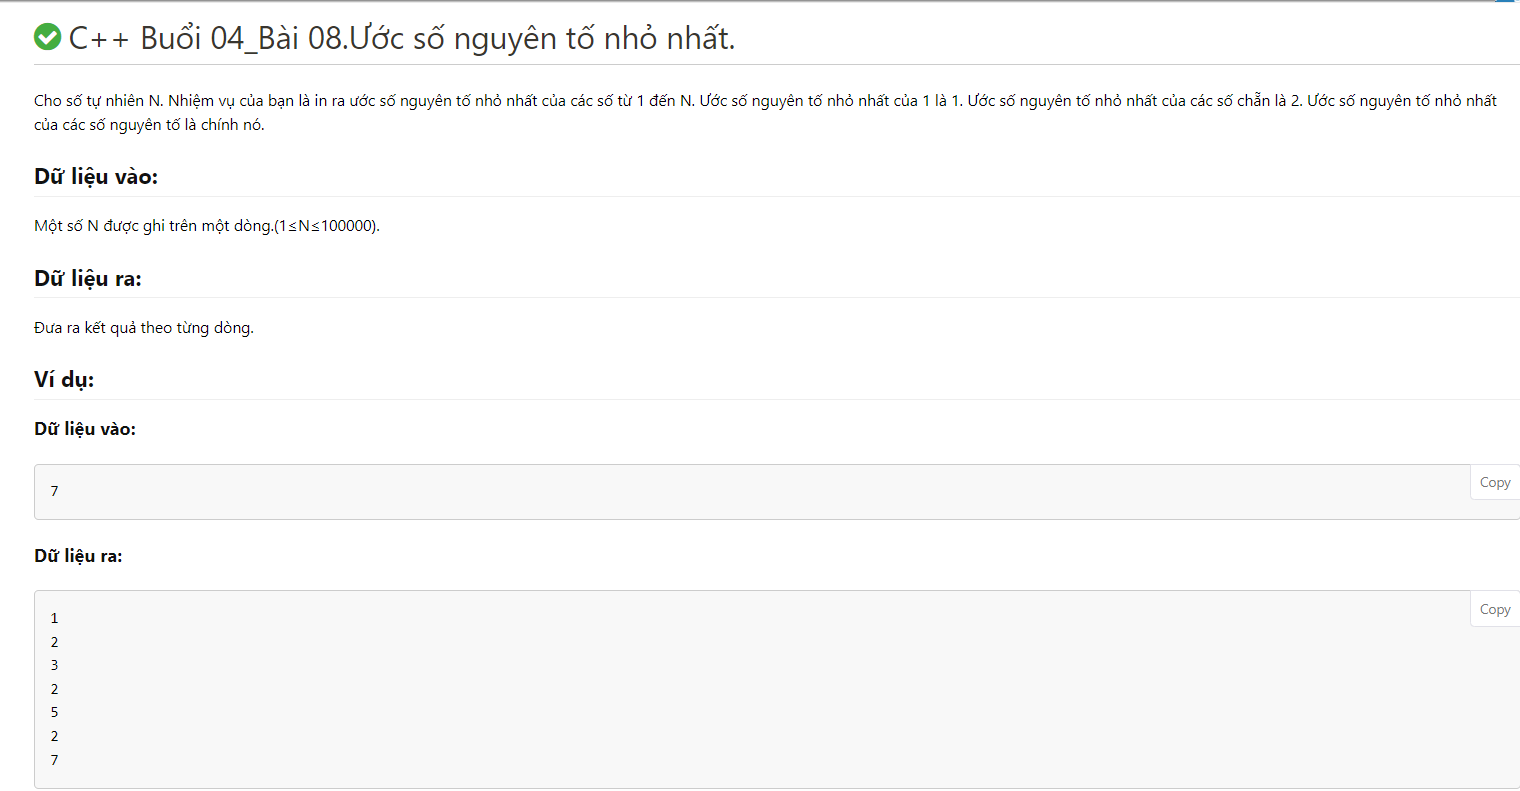 C++ Buổi 04_Bài 08.Ước số nguyên tố nhỏ nhất.
Cho số tự nhiên N. Nhiệm vụ của bạn là in ra ước số nguyên tố nhỏ nhất của các số từ 1 đến N. Ước số nguyên tố nhỏ nhất của 1 là 1. Ước số nguyên tố nhỏ nhất của các số chẵn là 2. Ước số nguyên tố nhỏ nhất
của các số nguyên tố là chính nó.
Dữ liệu vào:
Một số N được ghi trên một dòng.(1≤N≤100000).
Dữ liệu ra:
Đưa ra kết quả theo từng dòng.
Ví dụ:
Dữ liệu vào:
Copy
7
Dữ liệu ra:
Copy
1
2
3
2
5
2
7